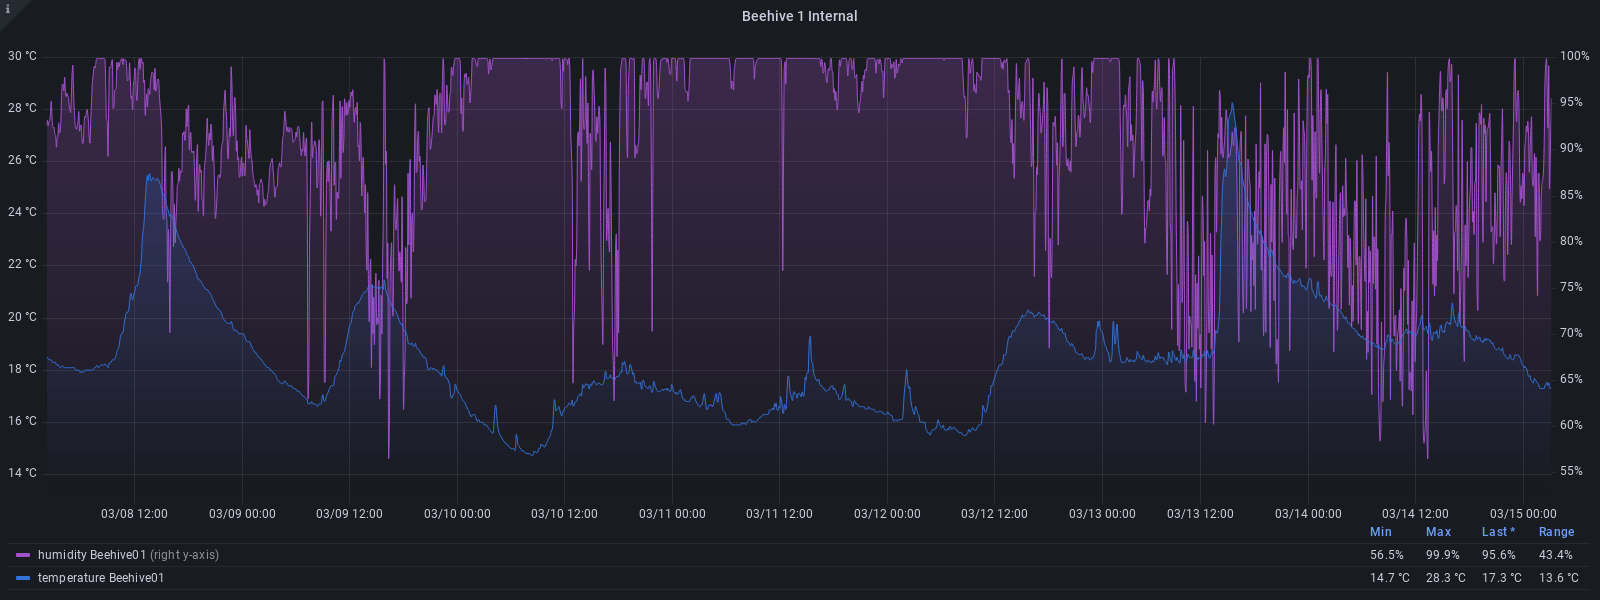 i
Beehive 1 Internal
30 °C 100%
28 °C 95%
26 °C 90%
24 °C 85%
22 °C 80%
20 °C 75%
18 °C 70%
16 °C 65%
14 °C 60%
55%
03/08 12:00 03/09 00:00 03/09 12:00 03/10 00:00 03/10 12:00 03/11 00:00 03/11 12:00 03/12 00:00 03/12 12:00 03/13 00:00 03/13 12:00 03/14 00:00 03/14 12:00 03/15 00:00
Min Max Last * Range
humidity Beehive01 (right y-axis) 56.5% 99.9% 95.6% 43.4%
temperature Beehive01 14.7 °C 28.3 °C 17.3 °C 13.6 °C